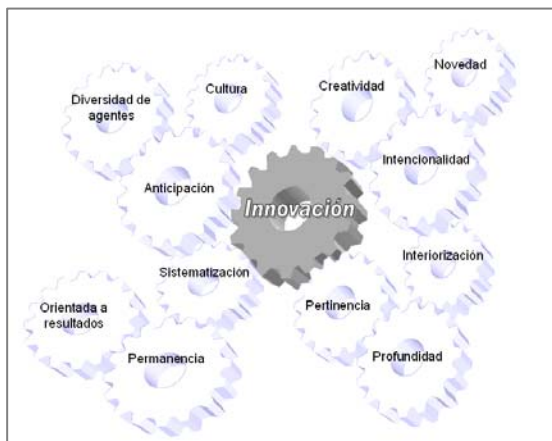 Novedad
Cultura
Creatividad
Diversidad de
agentes
Intencionalidad
Anticipación
Innovación
Interiorización
Sistematización
Pertinencia
Orientada a
resultados
Permanencia
Profundidad